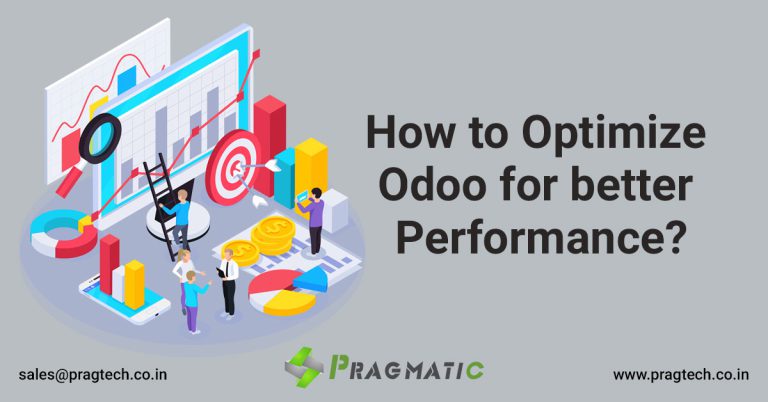 How to Optimize
Odoo for better
Performance?
PRAGMATIC
sales@pragtech.co.in
www.pragtech.co.in